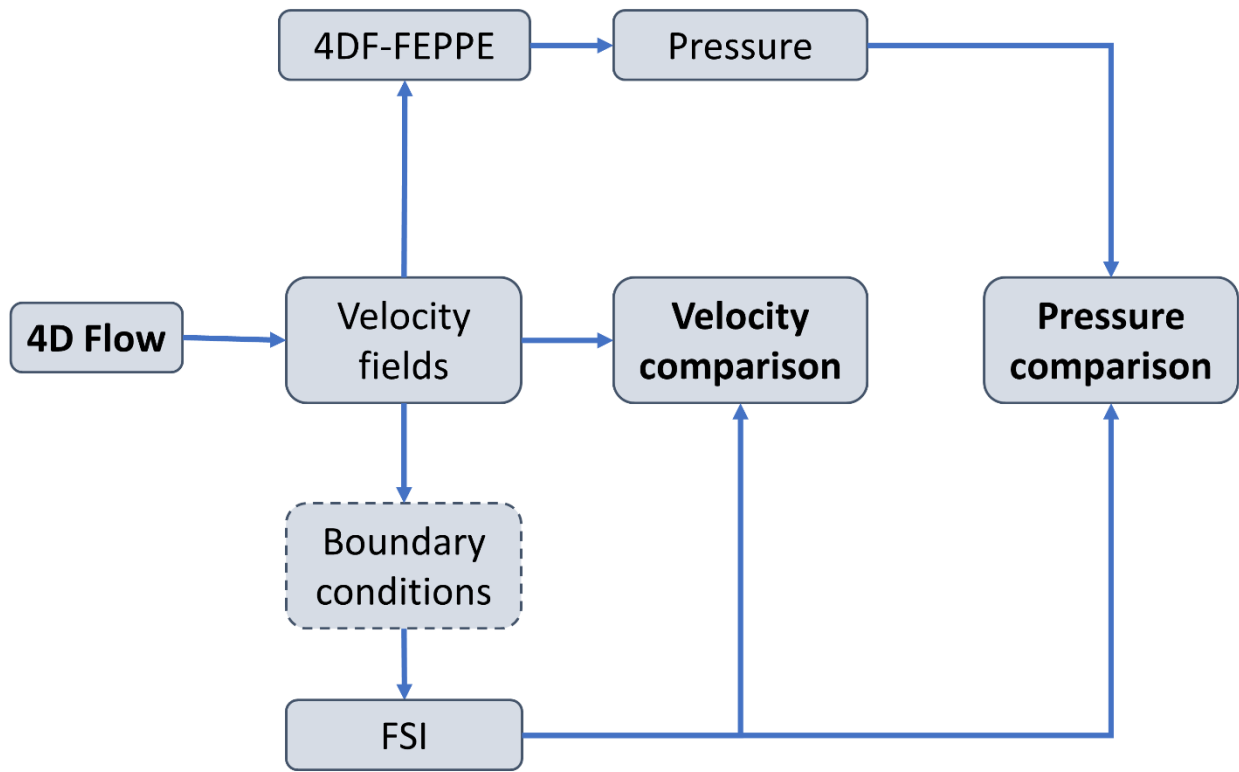 4DF-FEPPE
Pressure
4D Flow
Velocity
fields
Velocity
comparison
Pressure
comparison
Boundary
conditions
FSI